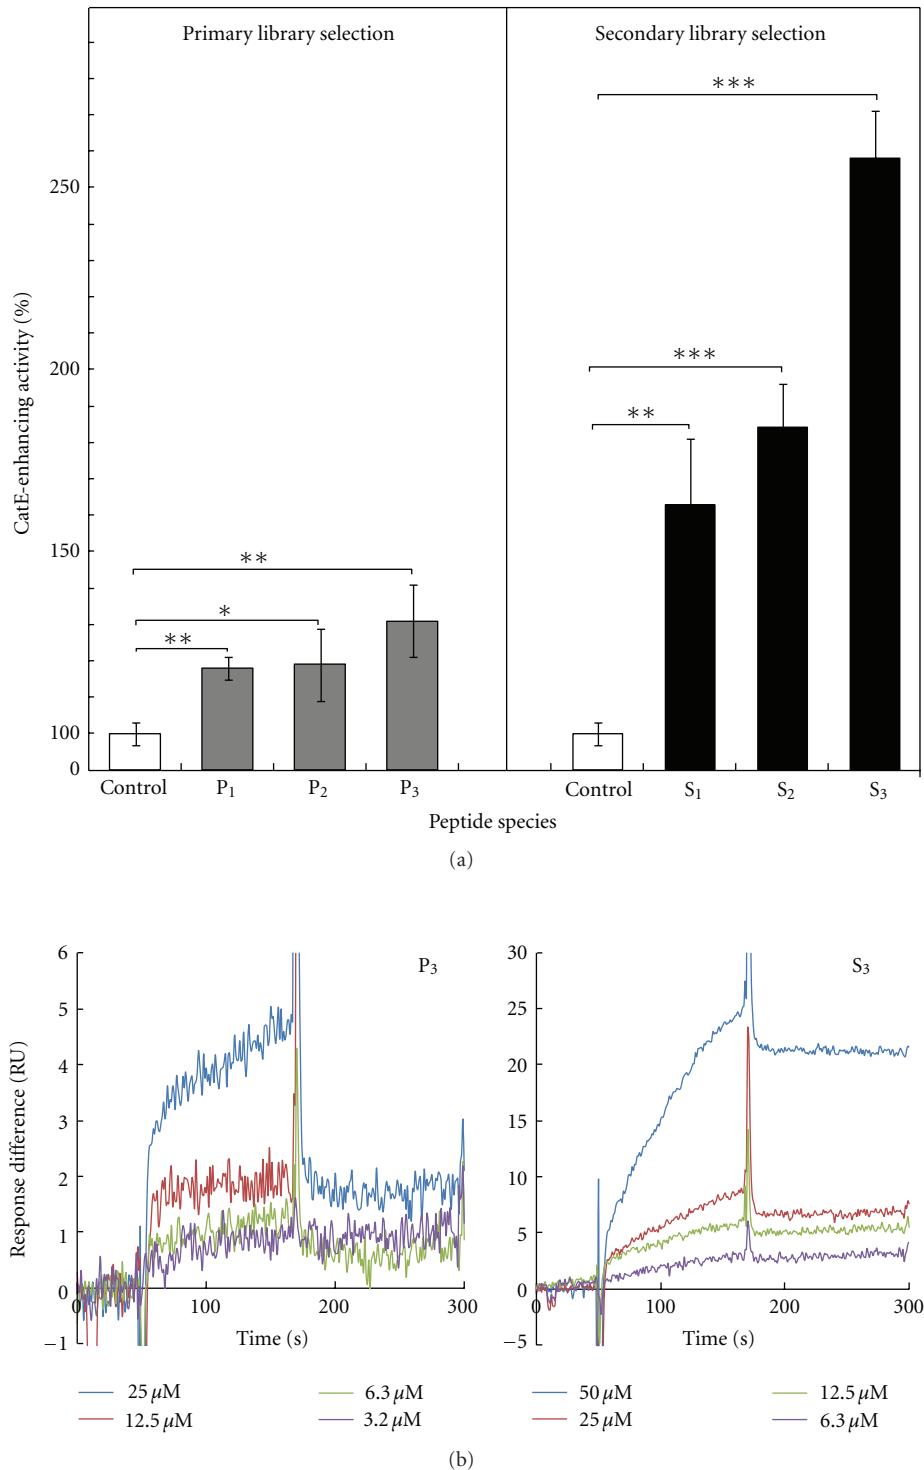 Primary library selection
Secondary library selection
CatE-enhancing activity (%)
250
200
150
100
0
**
*
**
***
***
**
Control
P1
P2
P3
Control
S1
S2
S3
Peptide species
(a)
Response difference (RU)
6
5
4
3
2
1
0
−1
P3
0
100
200
300
Time (s)
30
25
20
15
10
5
0
−5
S3
0
100
200
300
Time (s)
25 μM
6.3 μM
12.5 μM
3.2 μM
50 μM
12.5 μM
25 μM
6.3 μM
(b)